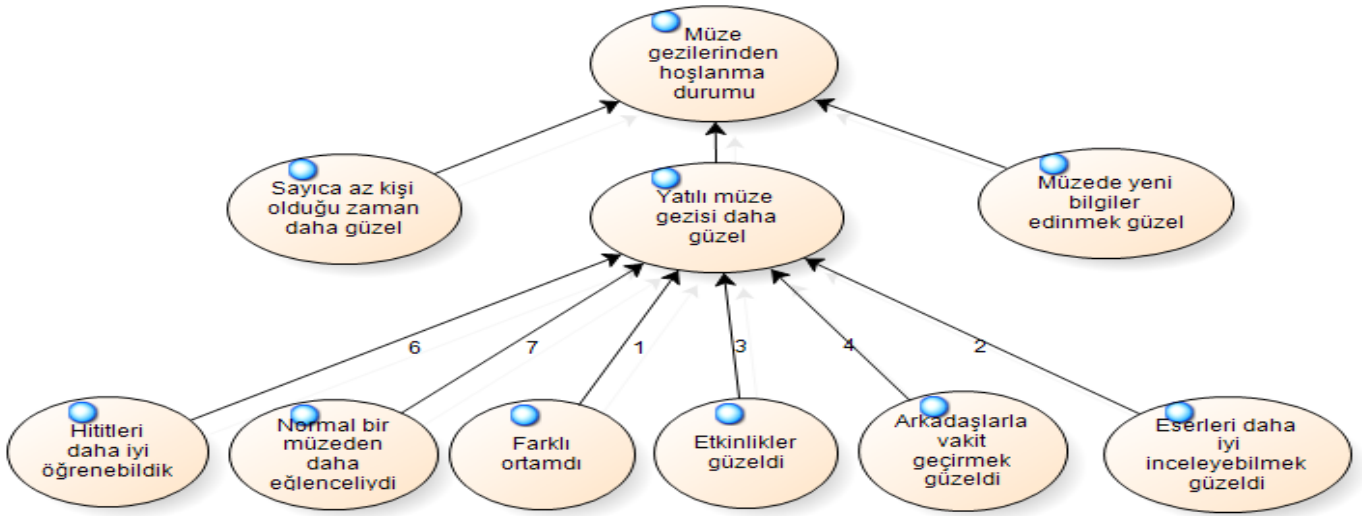 Müze
gezilerinden
hoşlanma
durumu
Sayıca az kişi
olduğu zaman
daha güzel
Yatılı müze
gezisi daha
güzel
Müzede yeni
bilgiler
edinmek güzel
6
7
1
3
4
2
Hititleri
daha iyi
öğrenebildik
Normal bir
müzeden
daha
eğlenceliydi
Farklı
ortamdı
Etkinlikler
güzeldi
Arkadaşlarla
vakit
geçirmek
güzeldi
Eserleri daha
iyi
inceleyebilmek
güzeldi